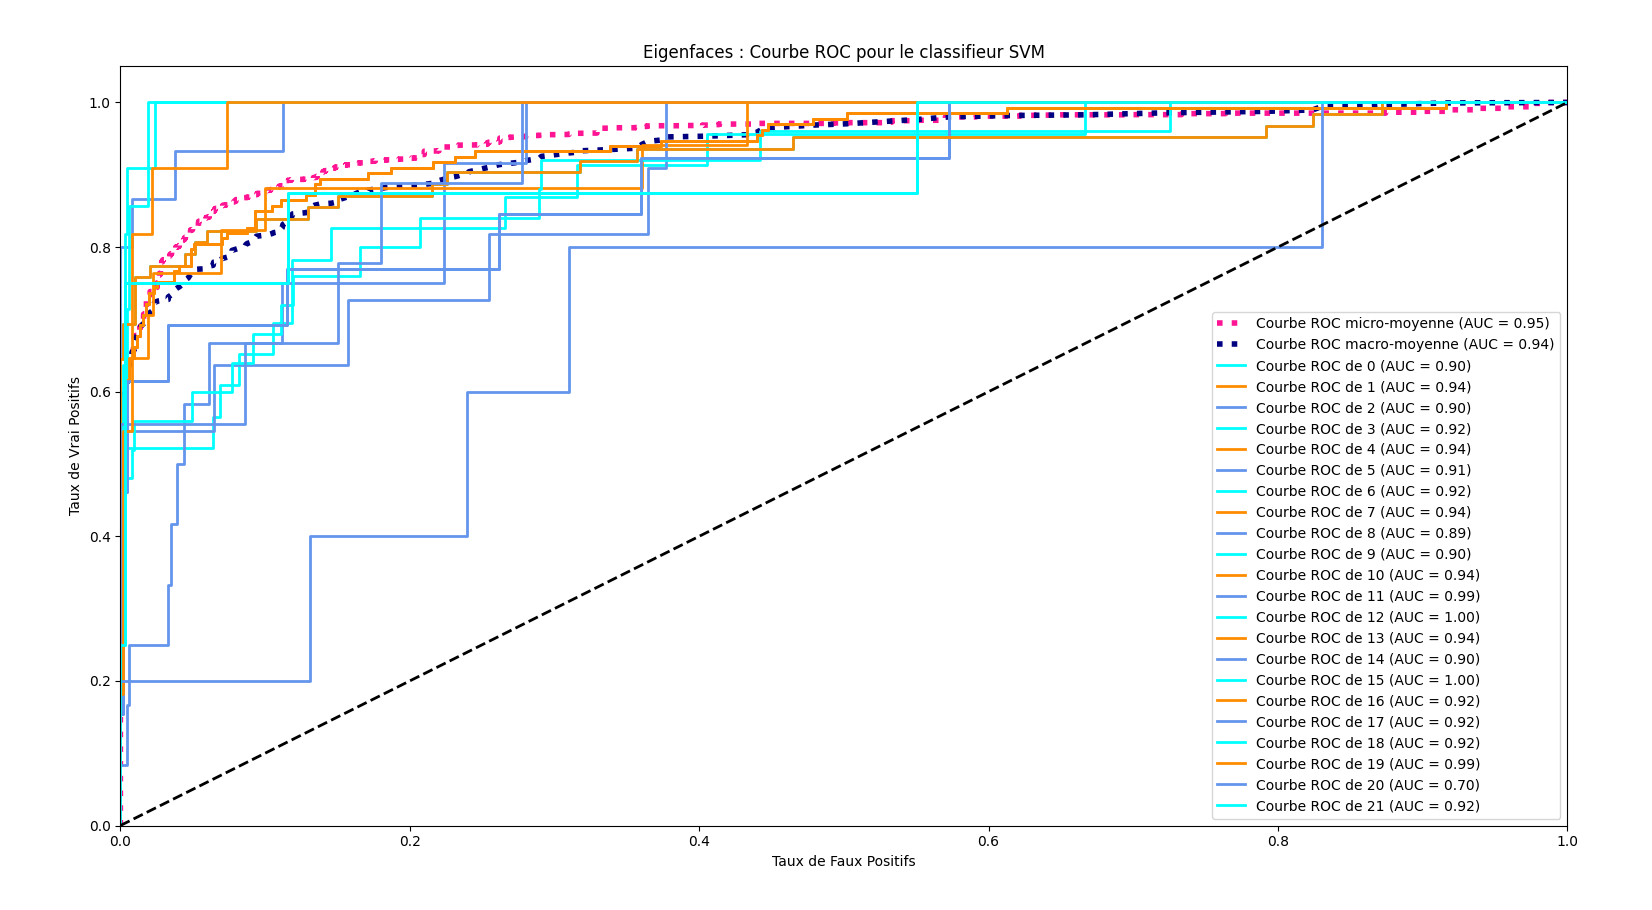 Eigenfaces : Courbe ROC pour le classifieur SVM
1.0
0.8
0.6
0.4
0.2
0.0
Taux de Vrai Positifs
Courbe ROC micro-moyenne (AUC = 0.95)
Courbe ROC macro-moyenne (AUC = 0.94)
Courbe ROC de 0 (AUC = 0.90)
Courbe ROC de 1 (AUC = 0.94)
Courbe ROC de 2 (AUC = 0.90)
Courbe ROC de 3 (AUC = 0.92)
Courbe ROC de 4 (AUC = 0.94)
Courbe ROC de 5 (AUC = 0.91)
Courbe ROC de 6 (AUC = 0.92)
Courbe ROC de 7 (AUC = 0.94)
Courbe ROC de 8 (AUC = 0.89)
Courbe ROC de 9 (AUC = 0.90)
Courbe ROC de 10 (AUC = 0.94)
Courbe ROC de 11 (AUC = 0.99)
Courbe ROC de 12 (AUC = 1.00)
Courbe ROC de 13 (AUC = 0.94)
Courbe ROC de 14 (AUC = 0.90)
Courbe ROC de 15 (AUC = 1.00)
Courbe ROC de 16 (AUC = 0.92)
Courbe ROC de 17 (AUC = 0.92)
Courbe ROC de 18 (AUC = 0.92)
Courbe ROC de 19 (AUC = 0.99)
Courbe ROC de 20 (AUC = 0.70)
Courbe ROC de 21 (AUC = 0.92)
0.0 0.2 0.4 0.6 0.8 1.0
Taux de Faux Positifs